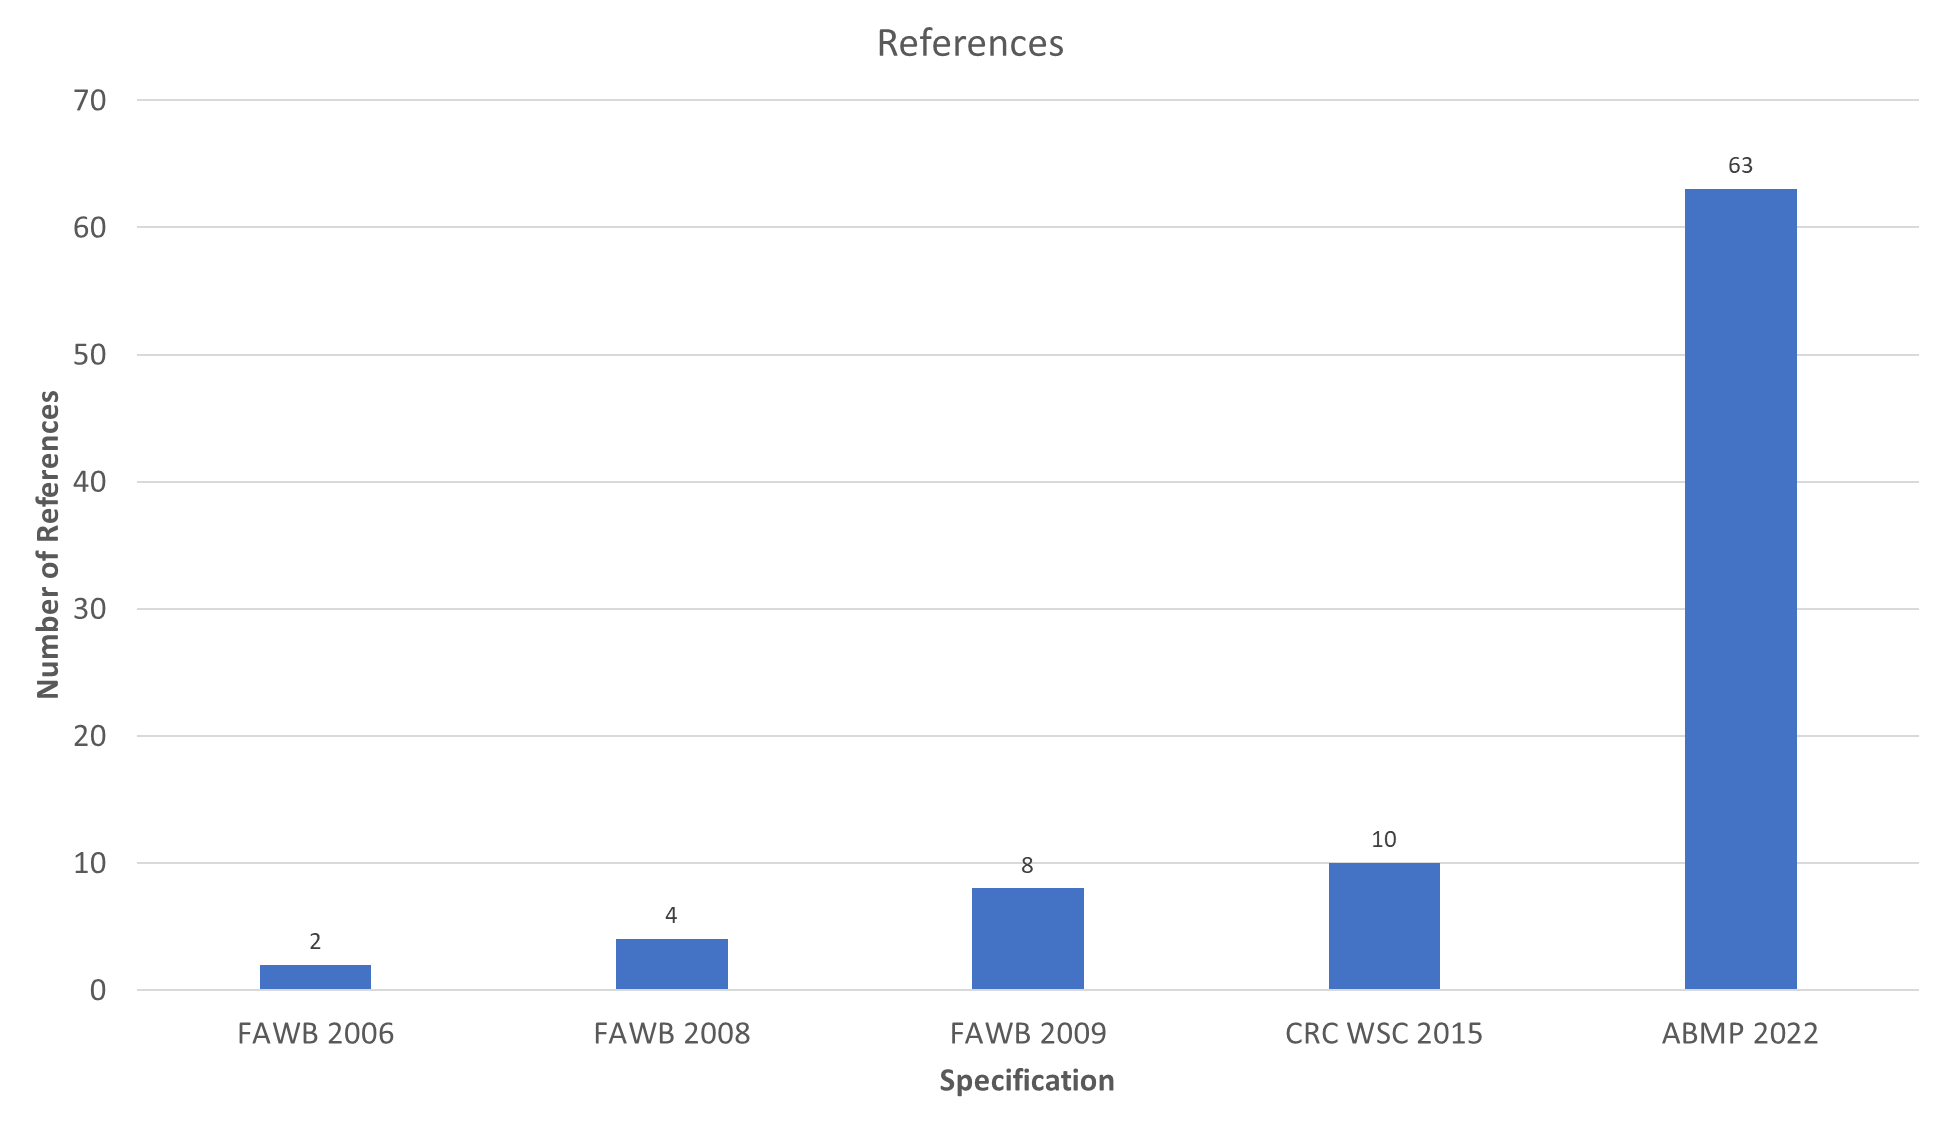 References
70
60
50
40
30
20
10
0
Number of References
2
4
8
10
63
FAWB 2006
FAWB 2008
FAWB 2009
CRC WSC 2015
ABMP 2022
Specification